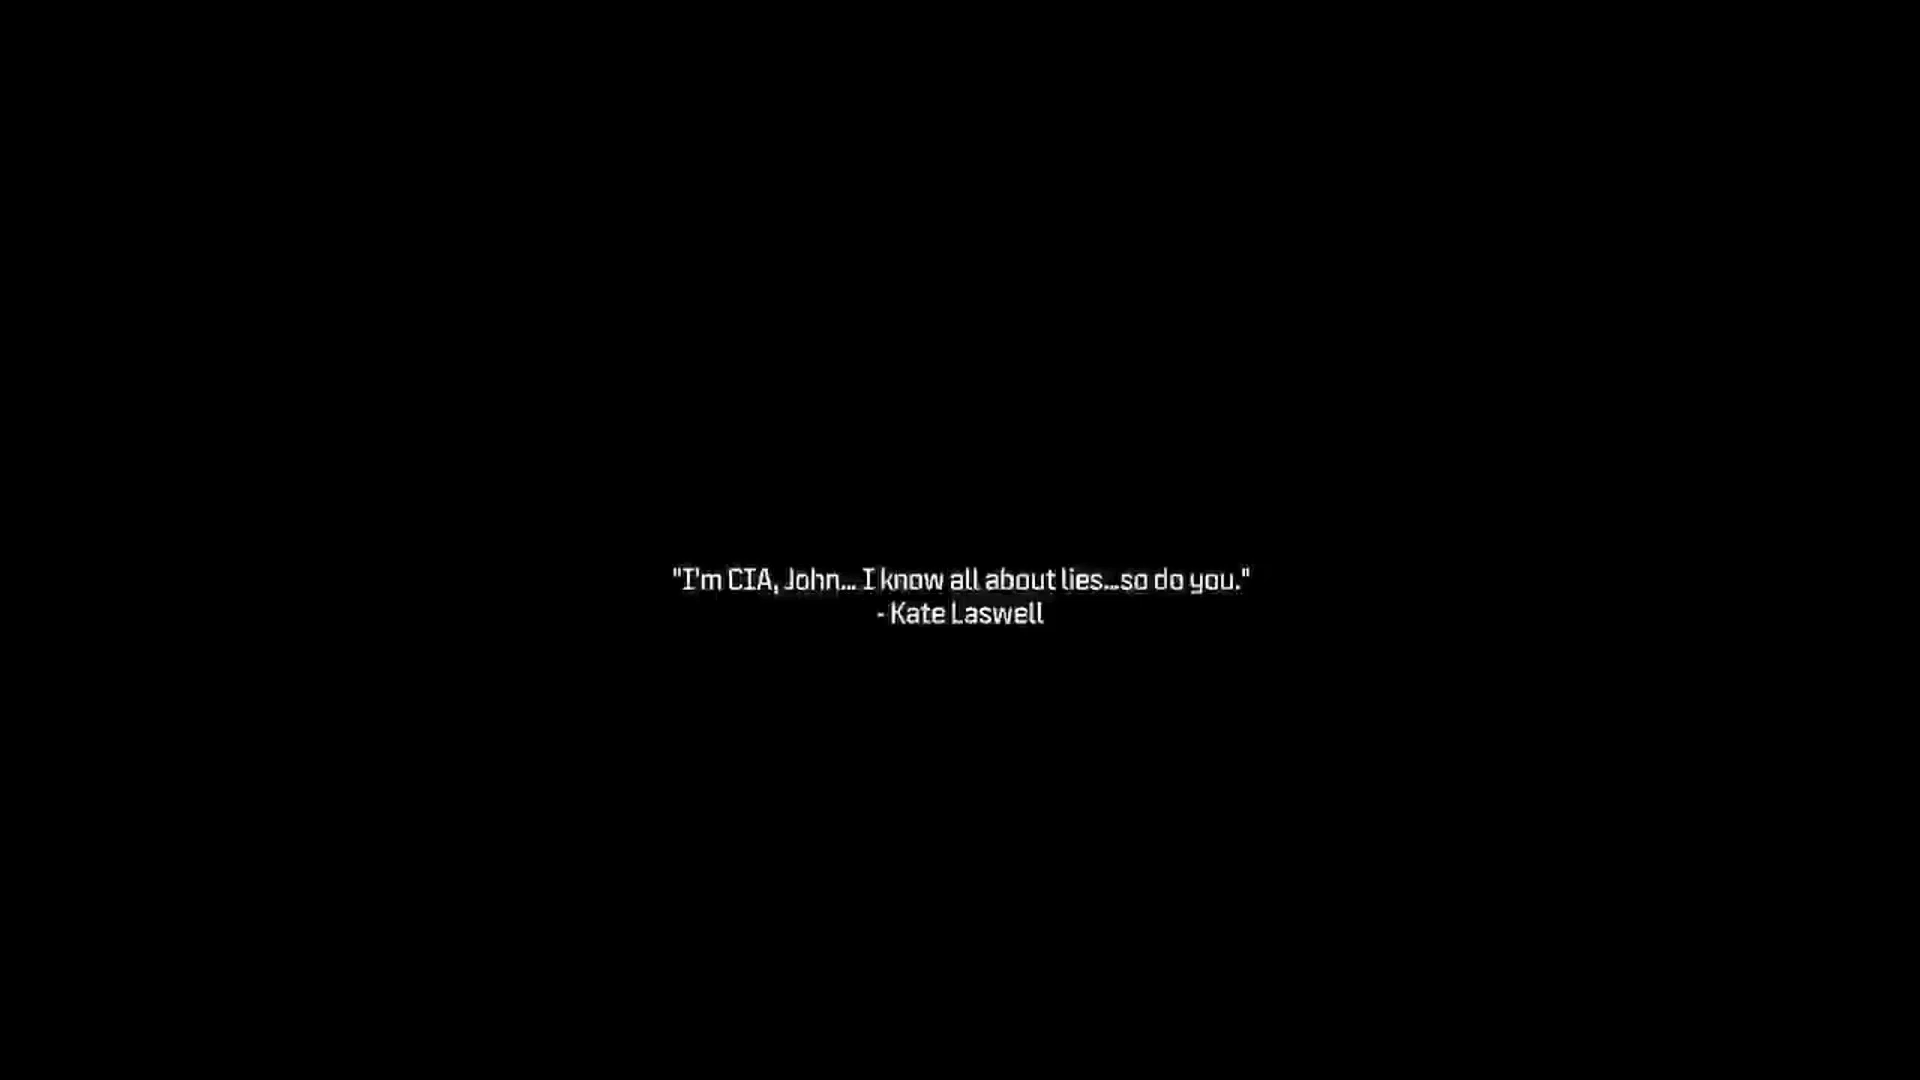 "I'm CIA, John... I know all about lies...so do you."
- Kate Laswell